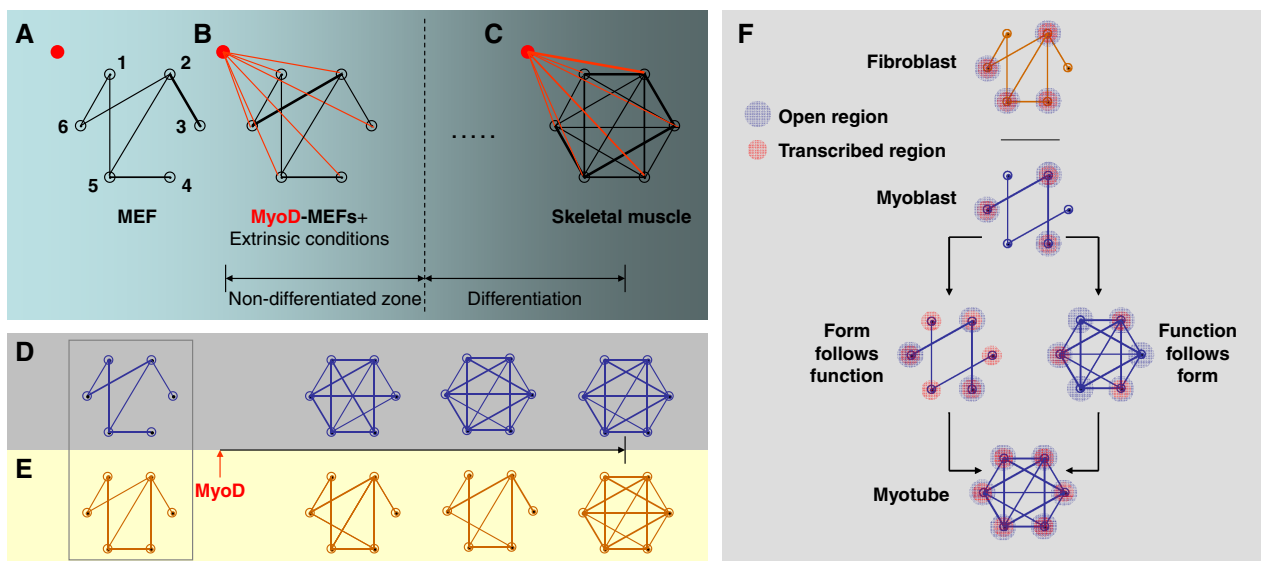 A
B
C
1
2
3
4
5
6
MEF
MyoD-MEFs+
Extrinsic conditions
.....
Skeletal muscle
Non-differentiated zone
Differentiation
D
E
MyoD
F
Fibroblast
Open region
Transcribed region
Myoblast
Form
follows
function
Function
follows
form
Myotube